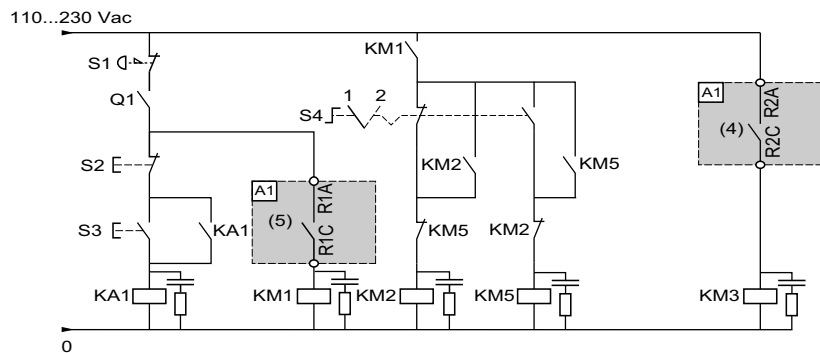 110...230 Vac
S1
Q1
S2
S3
KA1
KA1
A1
(5)
R1A
R1C
KM1
KM1
S4
1
2
KM2
KM5
KM5
KM2
KM2
KM5
A1
(4)
R2A
R2C
KM3
0